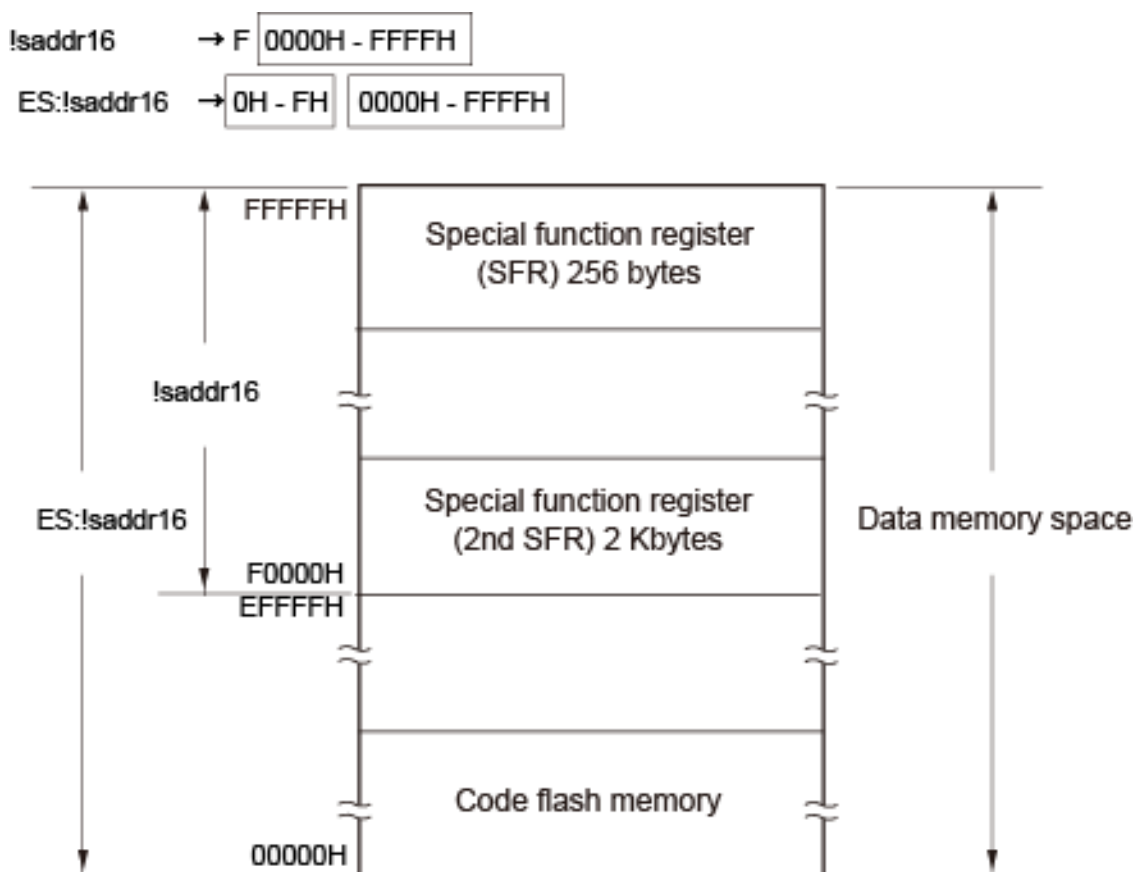 !saddr16 → F 0000H - FFFFH
ES:!saddr16 → 0H - FH 0000H - FFFFH
FFFFFH
Special function register
(SFR) 256 bytes
!saddr16
Special function register
(2nd SFR) 2 Kbytes
ES:!saddr16
Data memory space
F0000H
EFFFFH
Code flash memory
00000H